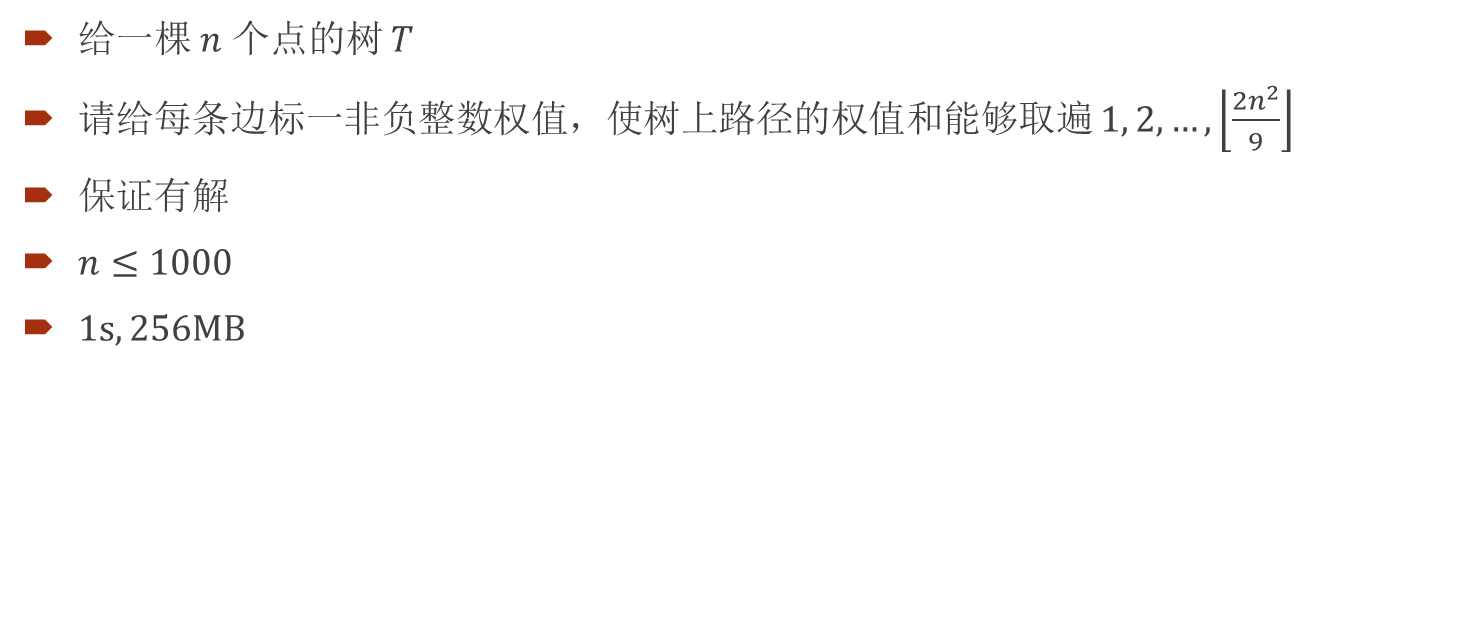 给一棵 n 个点的树 T
请给每条边标一非负整数权值，使树上路径的权值和能够取遍 1, 2, …, ⌊2n²/9⌋
保证有解
n ≤ 1000
1s, 256MB